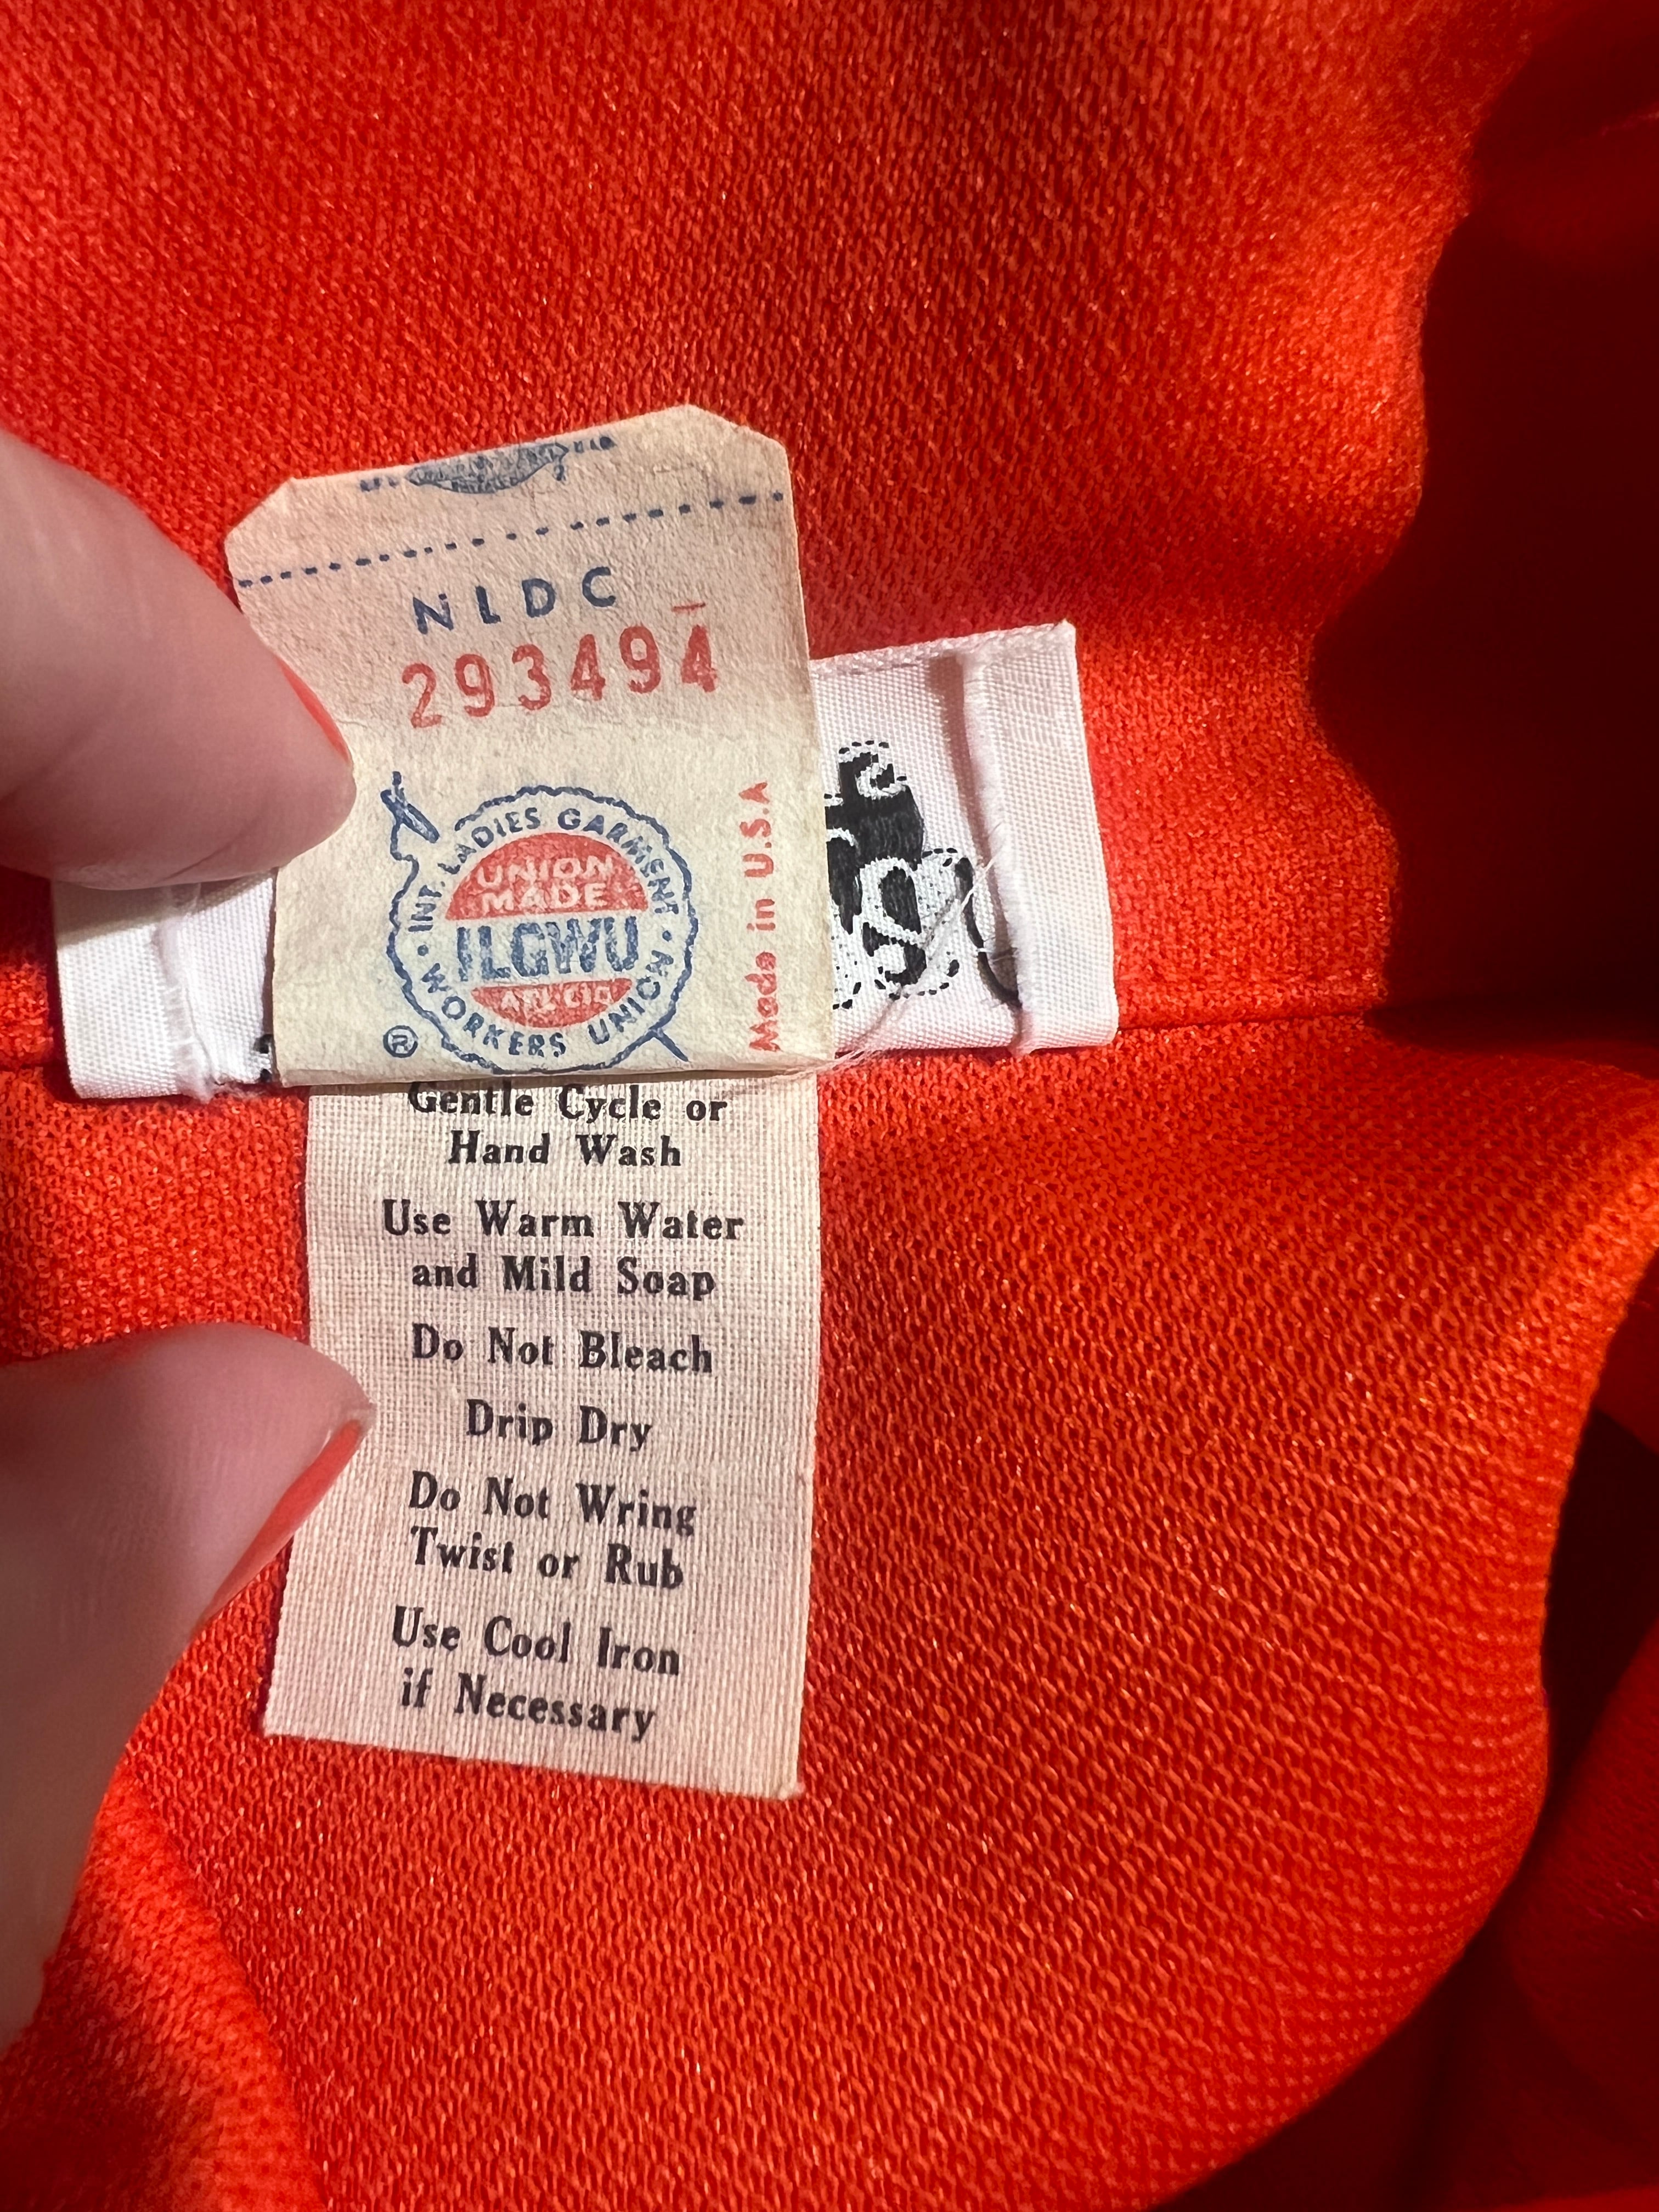 NLDC
293494
INT. LADIES GARMENT WORKERS UNION
UNION
MADE
ILGWU
AFL-CIO
®
Made in U.S.A
Gentle Cycle or
Hand Wash
Use Warm Water
and Mild Soap
Do Not Bleach
Drip Dry
Do Not Wring
Twist or Rub
Use Cool Iron
if Necessary